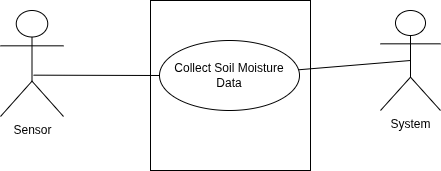 Collect Soil Moisture
Data
Sensor
System